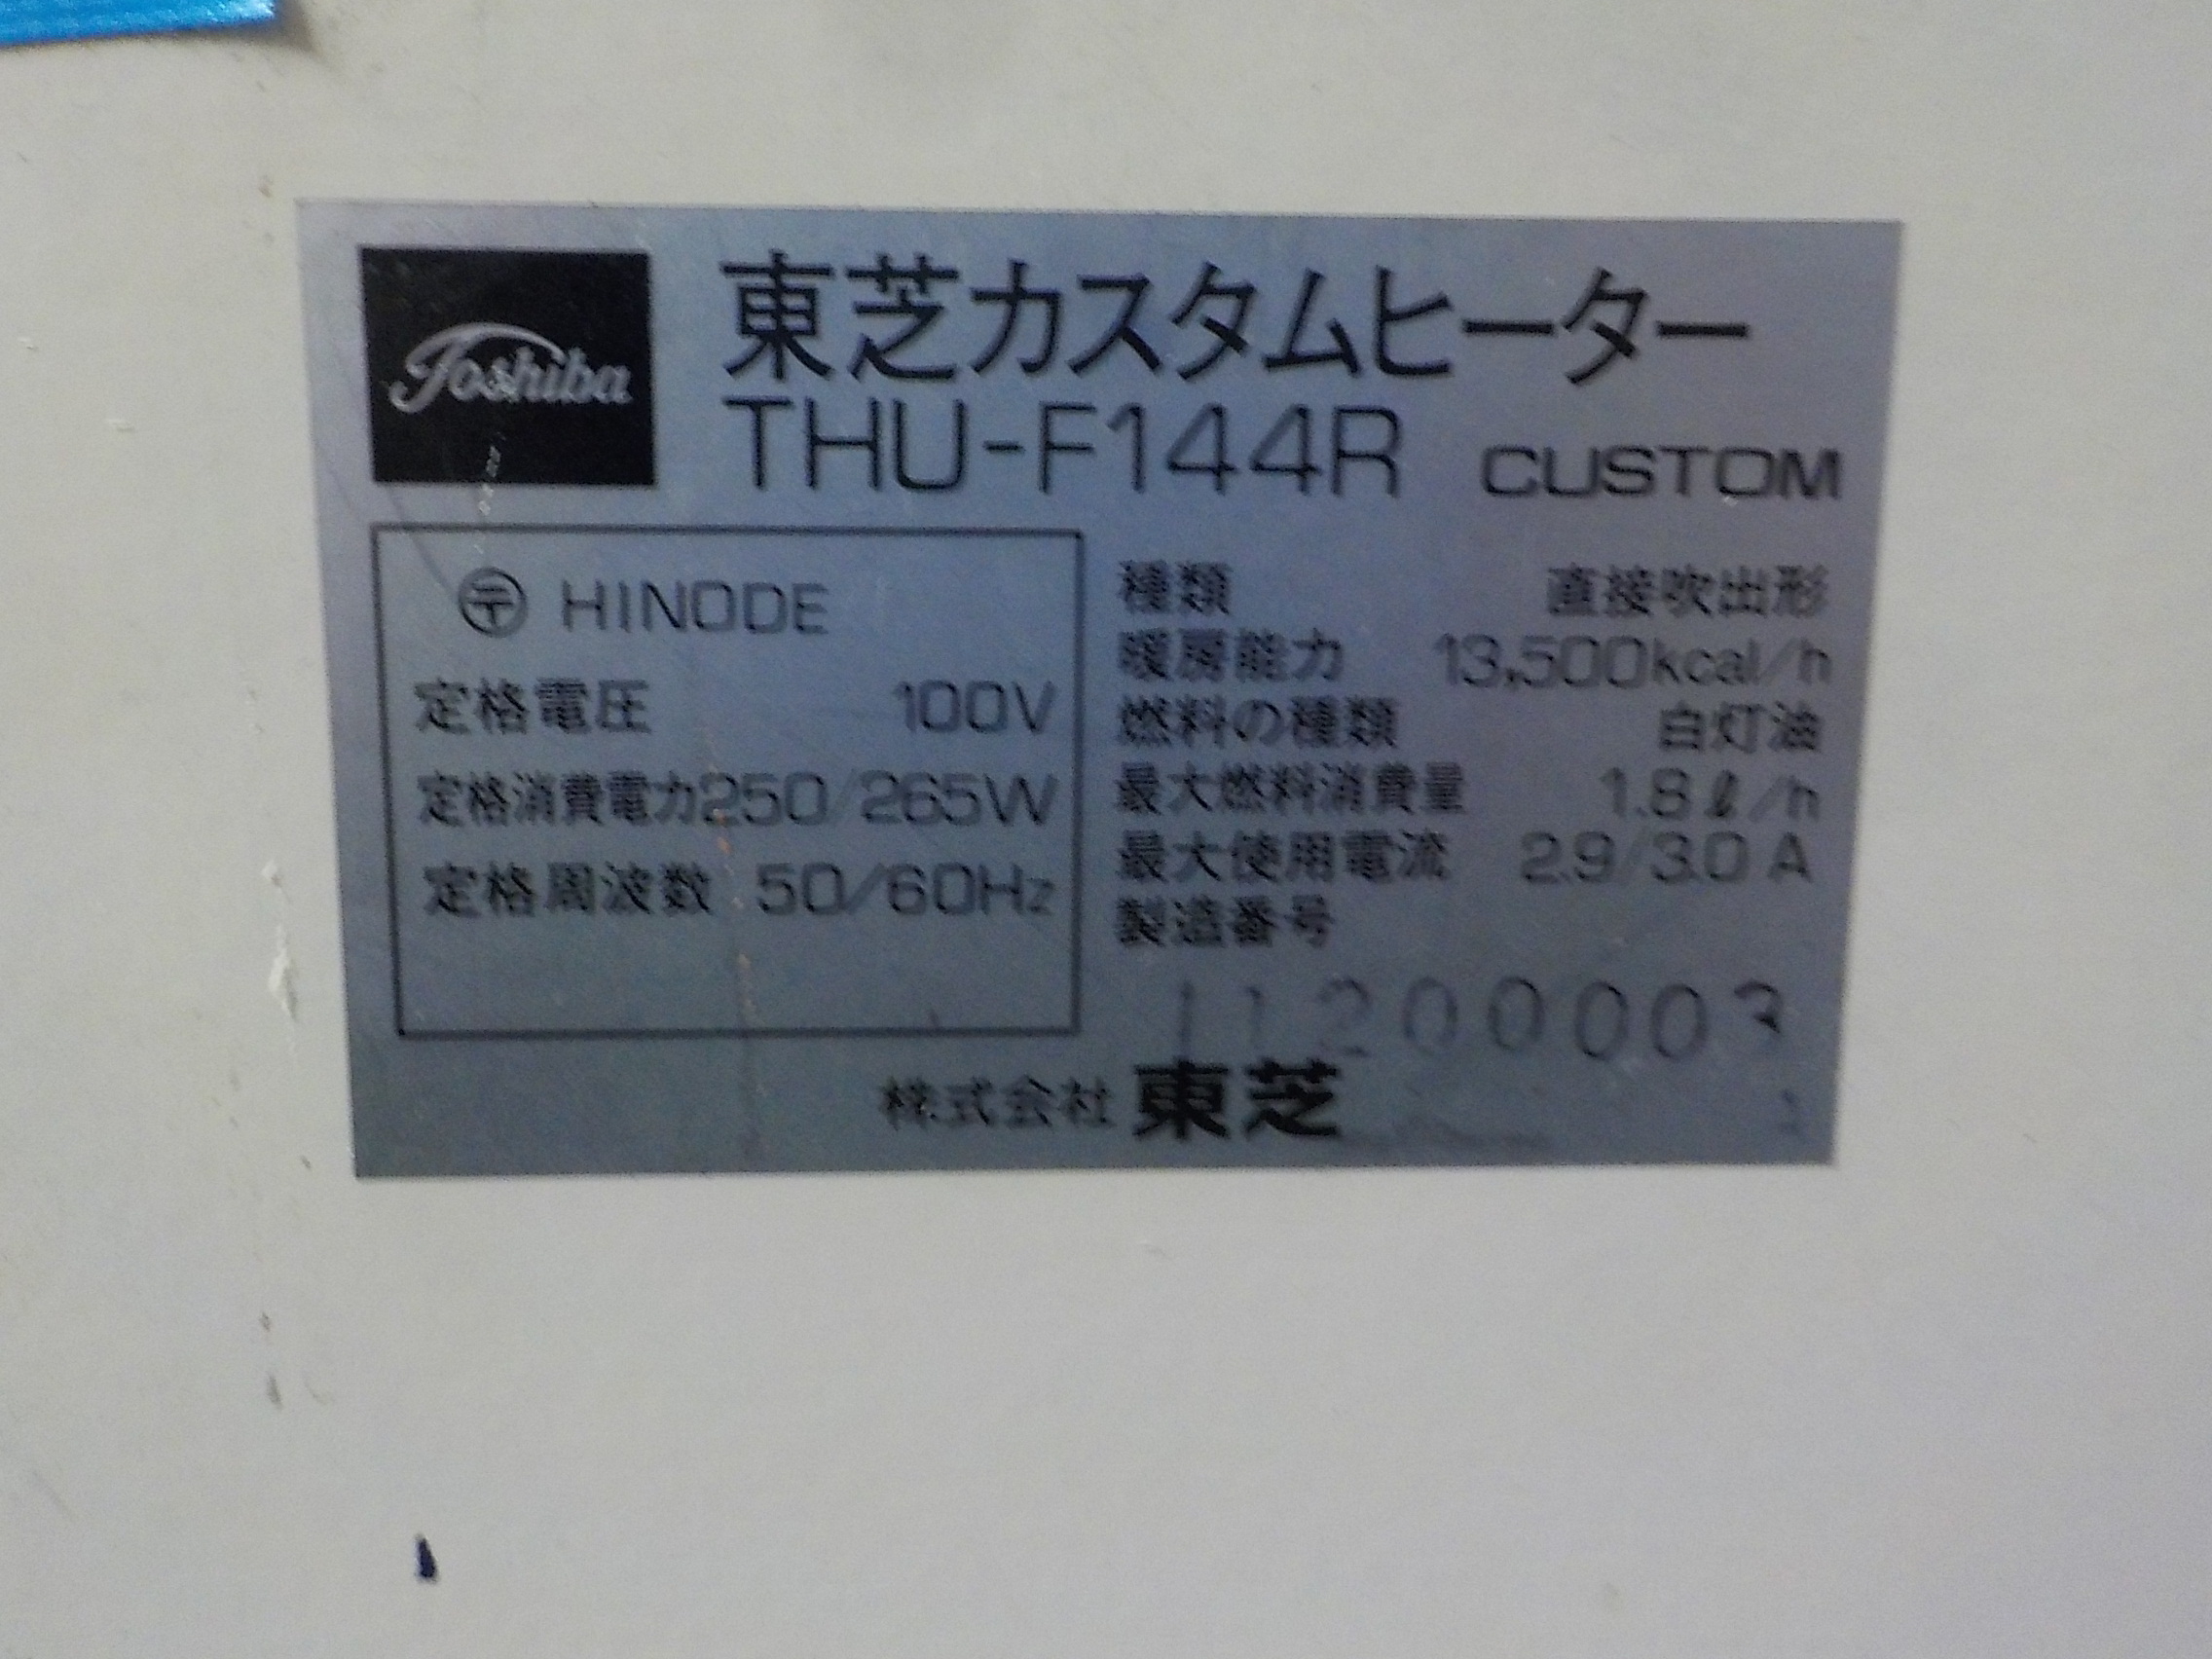 Toshiba
東芝カスタムヒーター
THU-F144R CUSTOM
〶 HINODE
定格電圧 100V
定格消費電力250/265W
定格周波数 50/60Hz
種類 直接吹出形
暖房能力 13,500kcal/h
燃料の種類 白灯油
最大燃料消費量 1.8ℓ/h
最大使用電流 2.9/3.0 A
製造番号
11200003
株式会社 東芝